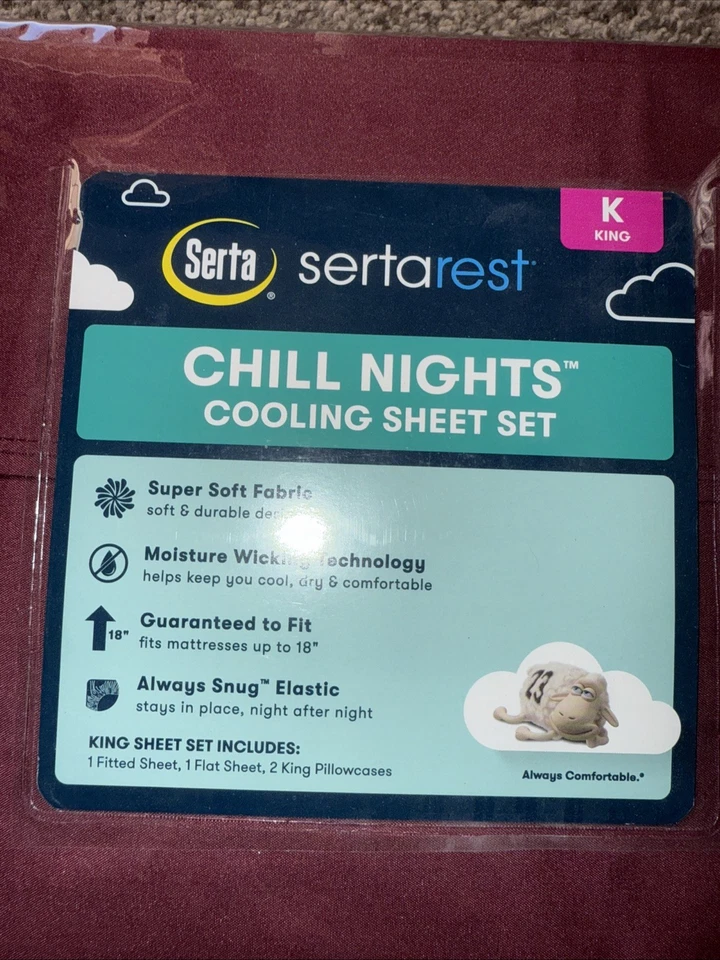 K
KING
Serta®
sertarest
CHILL NIGHTS™
COOLING SHEET SET
Super Soft Fabric
soft & durable
Moisture Wicking Technology
helps keep you cool, dry & comfortable
18"
Guaranteed to Fit
fits mattresses up to 18"
Always Snug™ Elastic
stays in place, night after night
KING SHEET SET INCLUDES:
1 Fitted Sheet, 1 Flat Sheet, 2 King Pillowcases
23
Always Comfortable.®